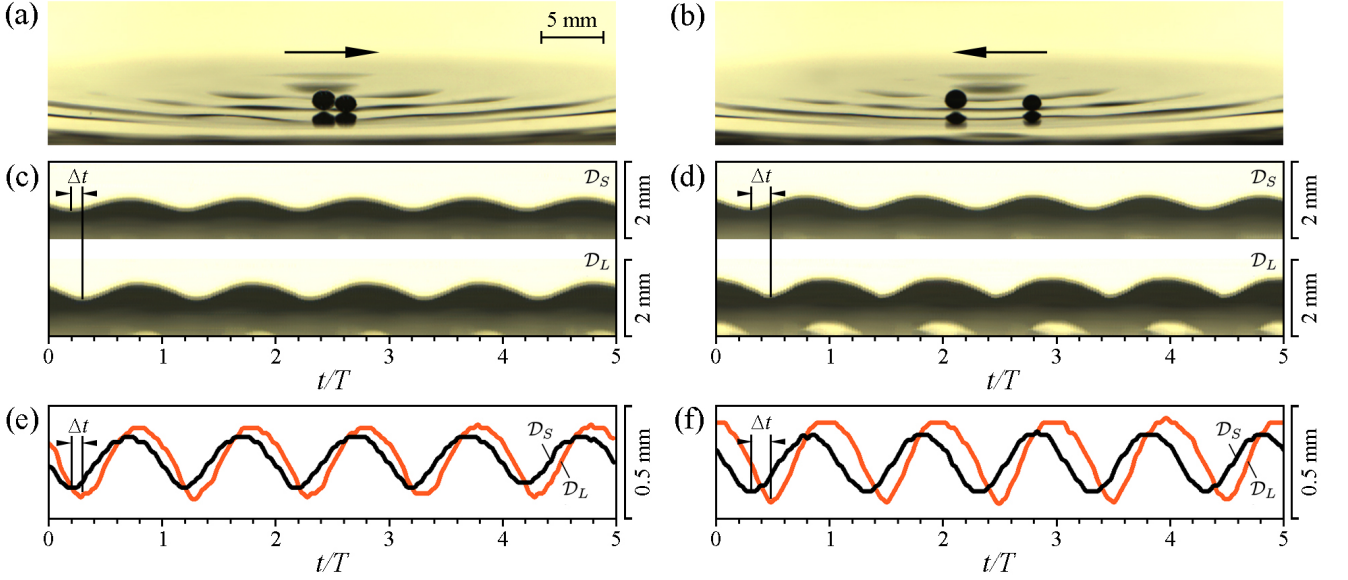 (a)
5 mm
(b)
(c)
Δt
𝒟S
2 mm
𝒟L
2 mm
0 1 2 3 4 5
t/T
(d)
Δt
𝒟S
2 mm
𝒟L
2 mm
0 1 2 3 4 5
t/T
(e)
Δt
𝒟S
𝒟L
0.5 mm
0 1 2 3 4 5
t/T
(f)
Δt
𝒟S
𝒟L
0.5 mm
0 1 2 3 4 5
t/T